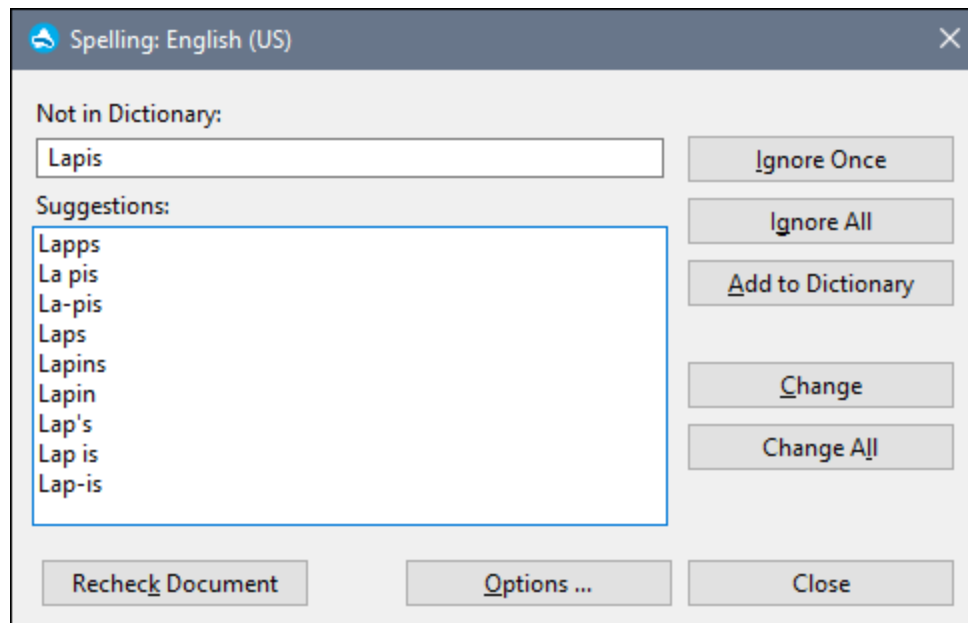 Spelling: English (US)
Not in Dictionary:
Lapis
Ignore Once
Suggestions:
Ignore All
Lapps
La pis
La-pis
Laps
Lapins
Lapin
Lap's
Lap is
Lap-is
Add to Dictionary
Change
Change All
Recheck Document
Options ...
Close